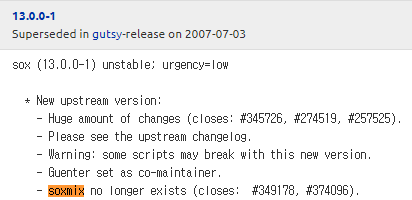 13.0.0-1
Superseded in gutsy-release on 2007-07-03
sox (13.0.0-1) unstable; urgency=low
* New upstream version:
- Huge amount of changes (closes: #345726, #274519, #257525).
- Please see the upstream changelog.
- Warning: some scripts may break with this new version.
- Guenter set as co-maintainer.
- soxmix no longer exists (closes:  #349178, #374096).